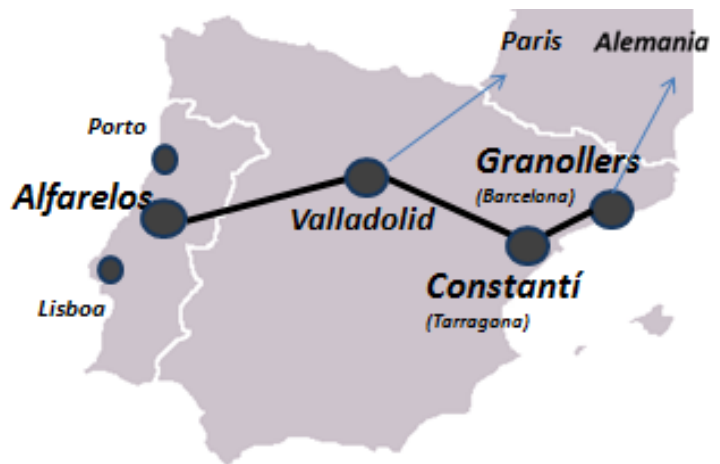 Paris
Alemania
Porto
Granollers
(Barcelona)
Alfarelos
Valladolid
Constantí
(Tarragona)
Lisboa